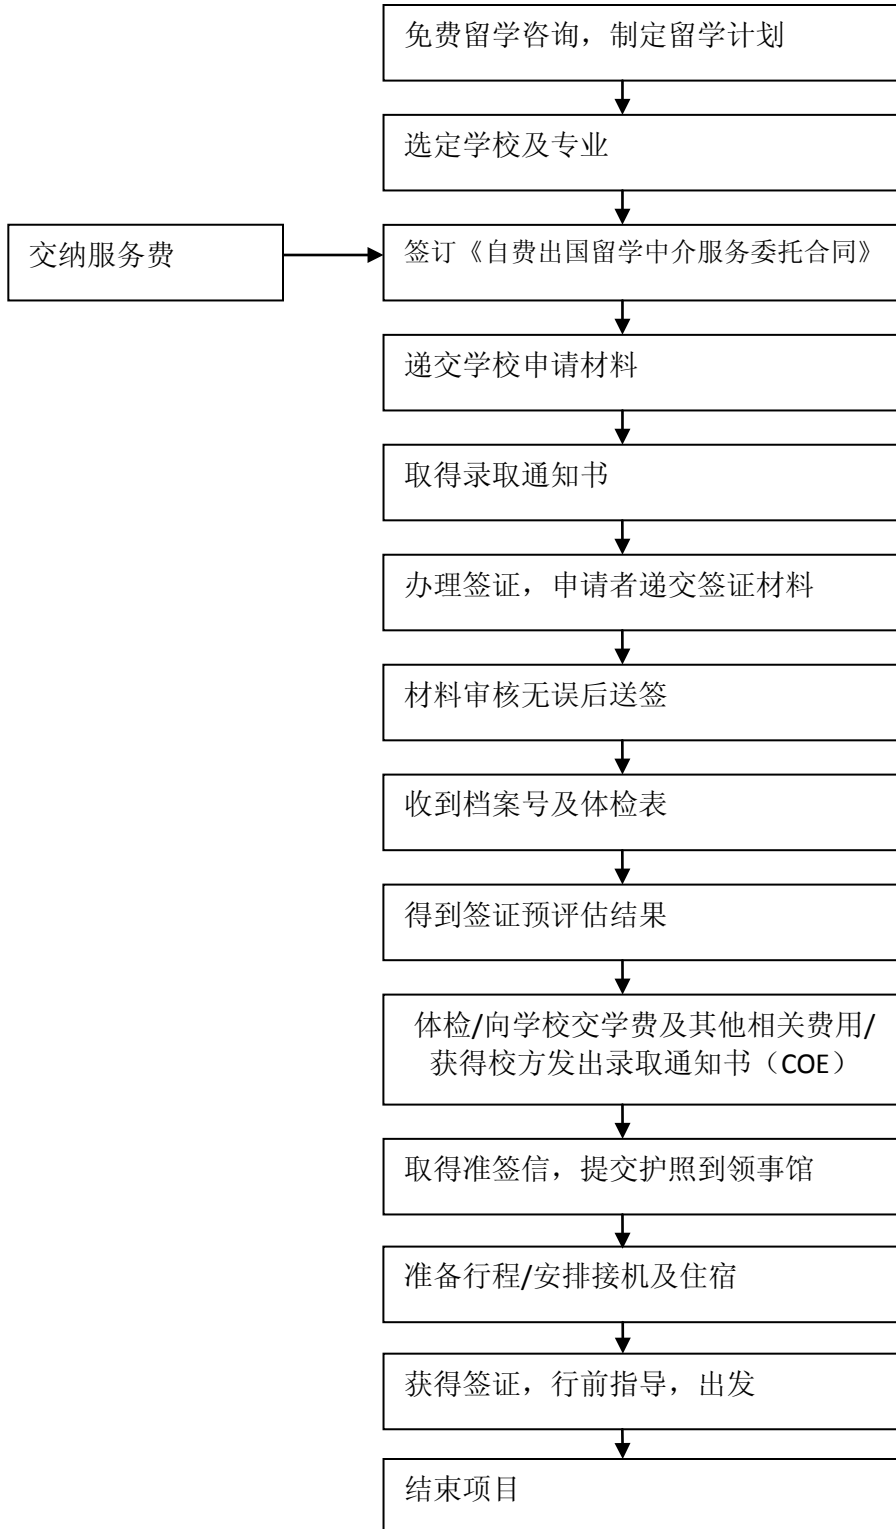 免费留学咨询，制定留学计划
选定学校及专业
交纳服务费
签订《自费出国留学中介服务委托合同》
递交学校申请材料
取得录取通知书
办理签证，申请者递交签证材料
材料审核无误后送签
收到档案号及体检表
得到签证预评估结果
体检/向学校交学费及其他相关费用/
获得校方发出录取通知书（COE）
取得准签信，提交护照到领事馆
准备行程/安排接机及住宿
获得签证，行前指导，出发
结束项目